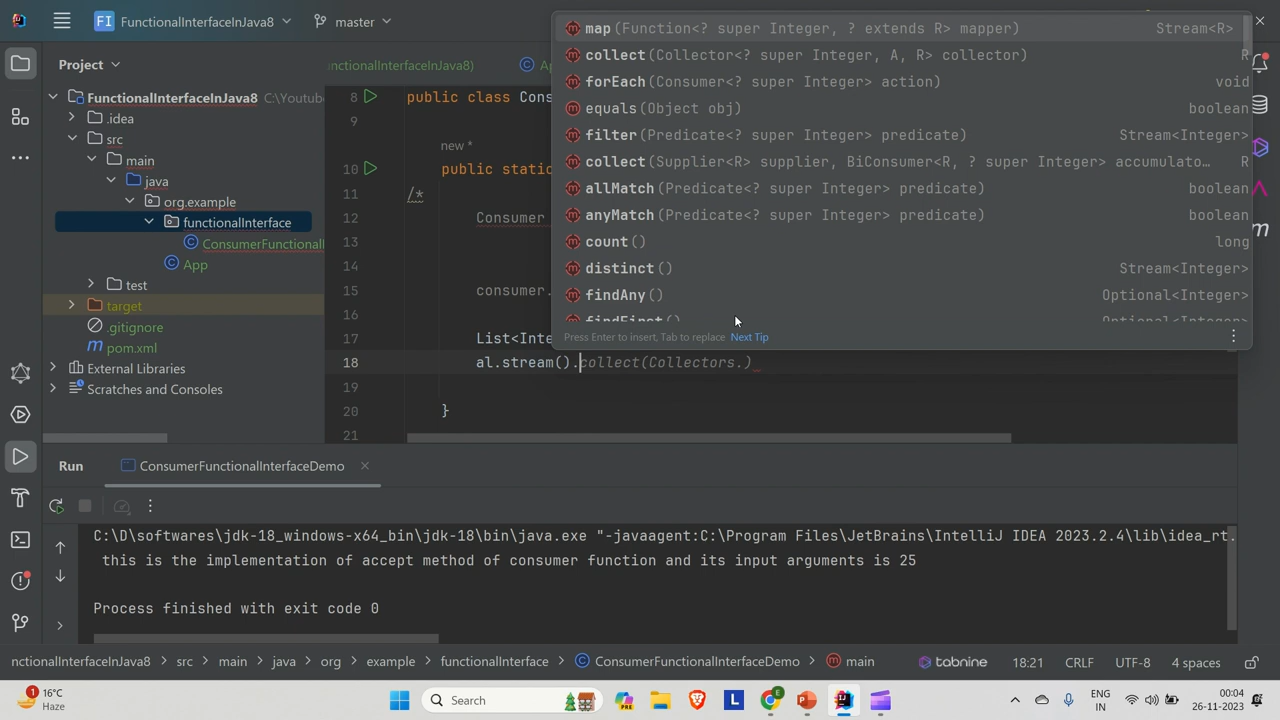 FI FunctionalInterfaceInJava8 master
Project
FunctionalInterfaceInJava8 C:\Youtub
.idea
src
main
java
org.example
functionalInterface
ConsumerFunctional
App
test
target
.gitignore
pom.xml
External Libraries
Scratches and Consoles
nctionalInterfaceInJava8)
8 public class Cons
9
new *
10 public static
11 /*
12 Consumer
13
14
15 consumer.
16
17 List<Inte
18 al.stream().collect(Collectors.)
19
20 }
21
map(Function<? super Integer, ? extends R> mapper) Stream<R>
collect(Collector<? super Integer, A, R> collector) R
forEach(Consumer<? super Integer> action) void
equals(Object obj) boolean
filter(Predicate<? super Integer> predicate) Stream<Integer>
collect(Supplier<R> supplier, BiConsumer<R, ? super Integer> accumulato... R
allMatch(Predicate<? super Integer> predicate) boolean
anyMatch(Predicate<? super Integer> predicate) boolean
count() long
distinct() Stream<Integer>
findAny() Optional<Integer>
findFirst() Optional<Integer>
Press Enter to insert, Tab to replace Next Tip
Run ConsumerFunctionalInterfaceDemo
C:\D\softwares\jdk-18_windows-x64_bin\jdk-18\bin\java.exe "-javaagent:C:\Program Files\JetBrains\IntelliJ IDEA 2023.2.4\lib\idea_rt.
this is the implementation of accept method of consumer function and its input arguments is 25
Process finished with exit code 0
nctionalInterfaceInJava8 > src > main > java > org > example > functionalInterface > ConsumerFunctionalInterfaceDemo > main tabnine 18:21 CRLF UTF-8 4 spaces
1 16°C
Haze
Search
PRE
L
E
ENG
IN
00:04
26-11-2023